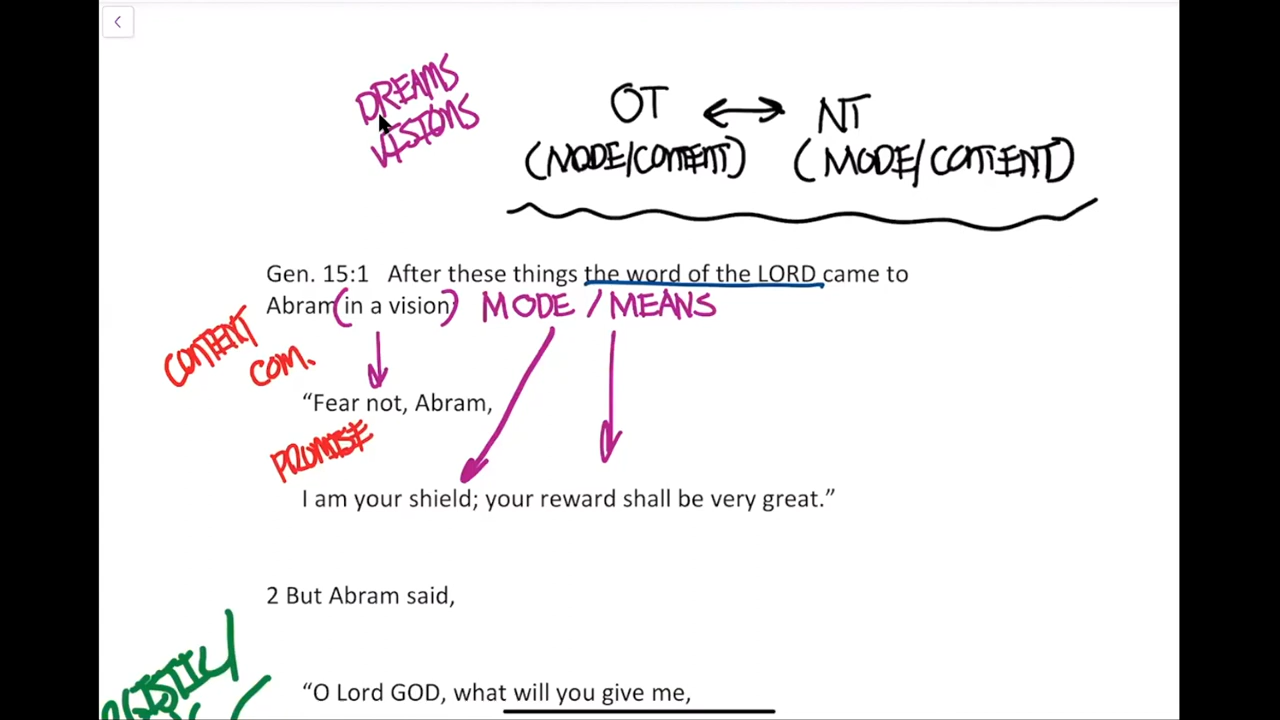 DREAMS
VISIONS
OT ↔ NT
(MODE/CONTENT) (MODE/CONTENT)
Gen. 15:1 After these things the word of the LORD came to
Abram (in a vision) MODE / MEANS
CONTENT
COM.
“Fear not, Abram,
PROMISE
I am your shield; your reward shall be very great.”
2 But Abram said,
“O Lord GOD, what will you give me,